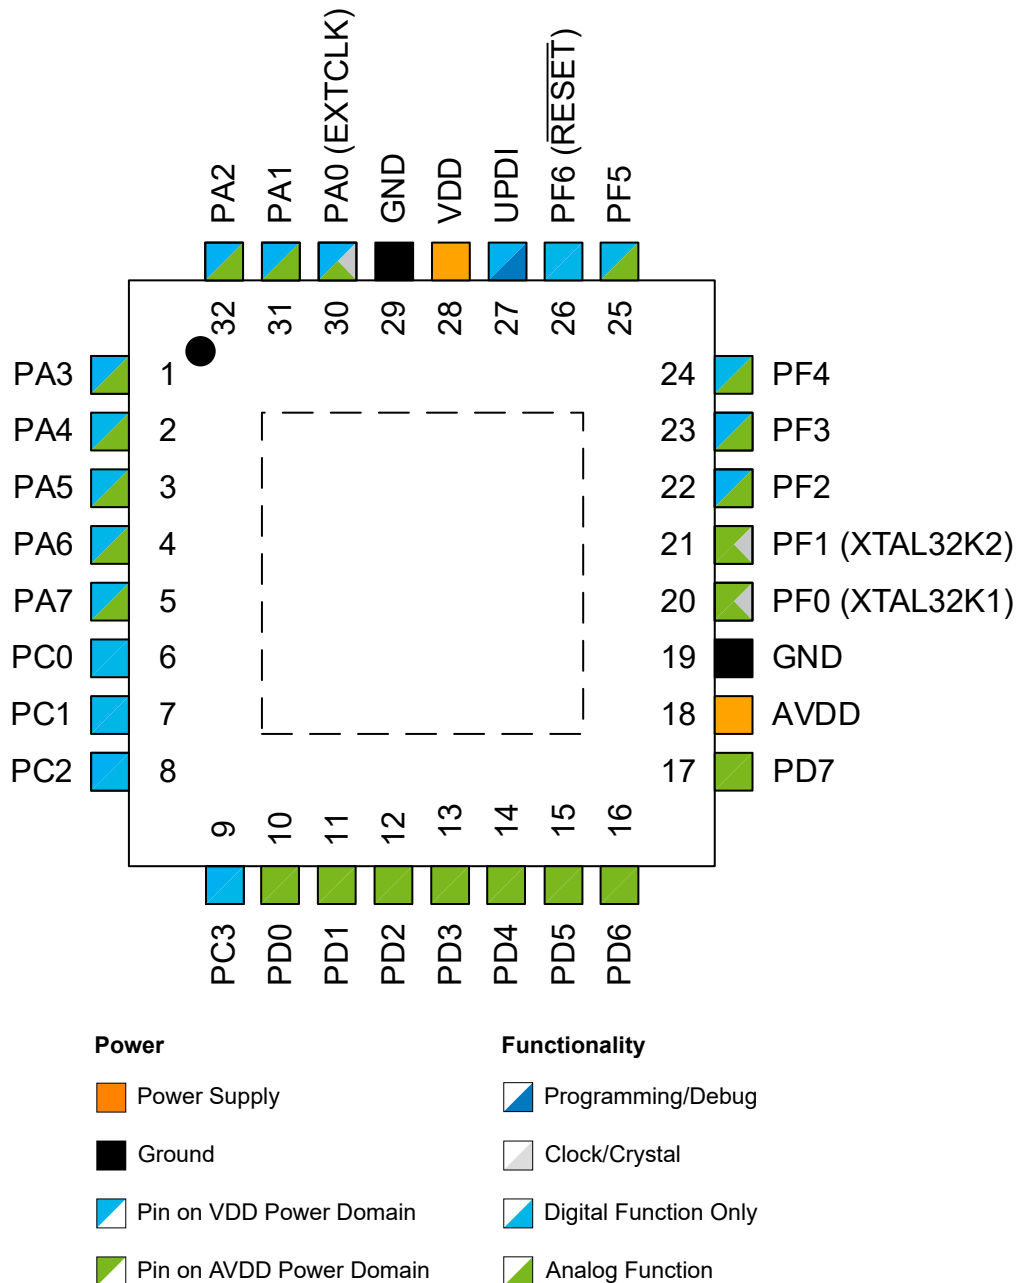 PA2
PA1
PA0 (EXTCLK)
GND
VDD
UPDI
PF6 (RESET)
PF5
32
31
30
29
28
27
26
25
PA3 1
PA4 2
PA5 3
PA6 4
PA7 5
PC0 6
PC1 7
PC2 8
24 PF4
23 PF3
22 PF2
21 PF1 (XTAL32K2)
20 PF0 (XTAL32K1)
19 GND
18 AVDD
17 PD7
9
10
11
12
13
14
15
16
PC3
PD0
PD1
PD2
PD3
PD4
PD5
PD6
Power
Power Supply
Ground
Pin on VDD Power Domain
Pin on AVDD Power Domain
Functionality
Programming/Debug
Clock/Crystal
Digital Function Only
Analog Function